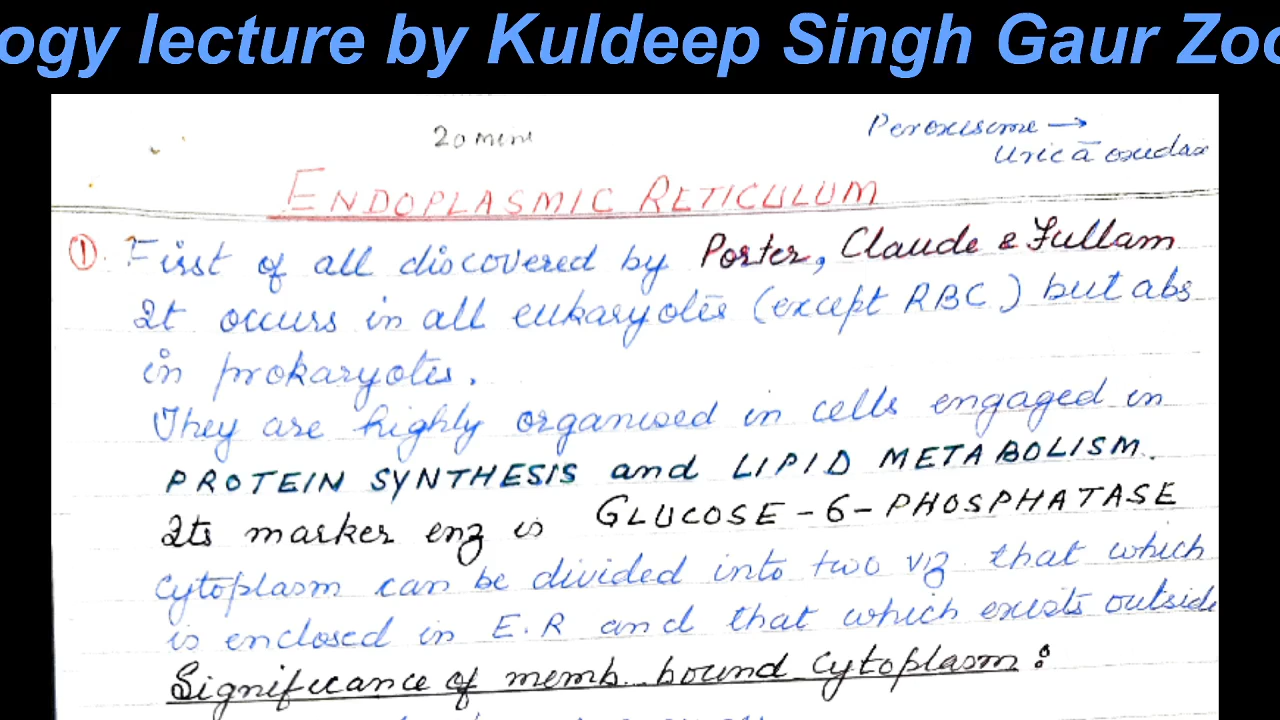 ogy lecture by Kuldeep Singh Gaur Zoo
20 mins
Peroxisome →
Uric ā oxidas
ENDOPLASMIC RETICULUM
① First of all discovered by Porter, Claude & Fullam
It occurs in all eukaryotes (except RBC) but abs
in prokaryotes.
They are highly organised in cells engaged in
PROTEIN SYNTHESIS and LIPID METABOLISM.
Its marker enz is GLUCOSE-6-PHOSPHATASE
Cytoplasm can be divided into two viz. that which
is enclosed in E.R and that which exists outside
Significance of memb. bound cytoplasm :